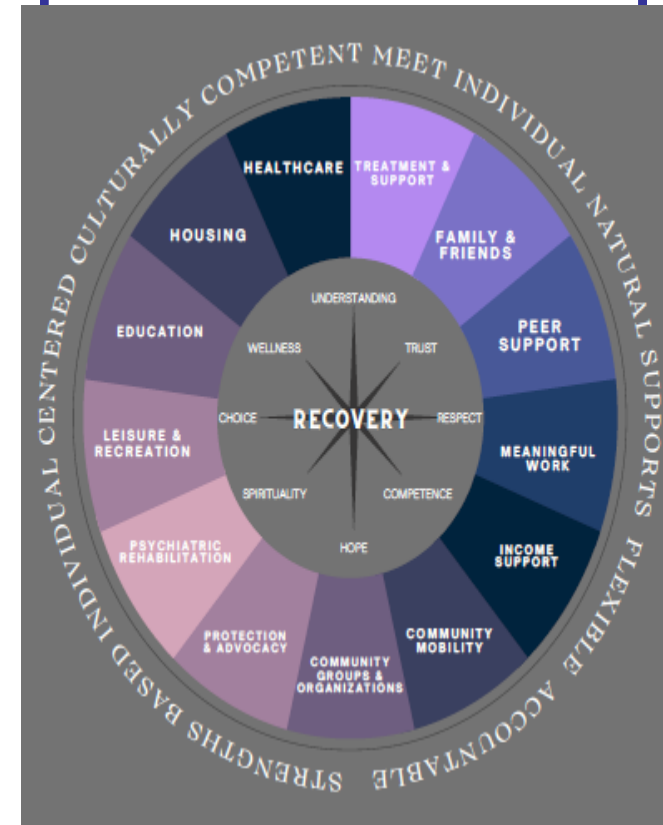 STRENGTHS BASED INDIVIDUAL CENTERED CULTURALLY COMPETENT MEET INDIVIDUAL NATURAL SUPPORTS FLEXIBLE ACCOUNTABLE
HEALTHCARE
TREATMENT &
SUPPORT
FAMILY &
FRIENDS
PEER
SUPPORT
MEANINGFUL
WORK
INCOME
SUPPORT
COMMUNITY
MOBILITY
COMMUNITY
GROUPS &
ORGANIZATIONS
PROTECTION
& ADVOCACY
PSYCHIATRIC
REHABILITATION
LEISURE &
RECREATION
EDUCATION
HOUSING
UNDERSTANDING
TRUST
RESPECT
COMPETENCE
HOPE
SPIRITUALITY
CHOICE
WELLNESS
RECOVERY